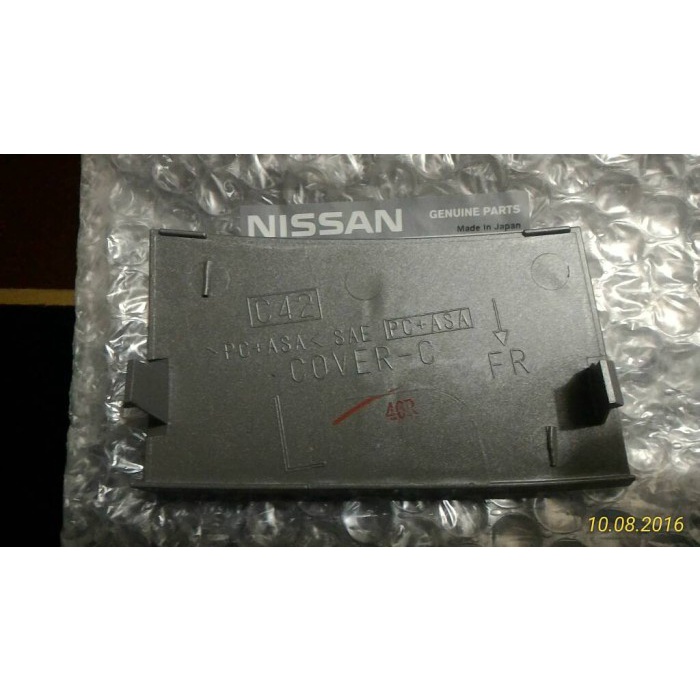 NISSAN GENUINE PARTS
Made in Japan
C42
>PC+ASA< SAE PC+ASA
COVER-C FR
40R
10.08.2016